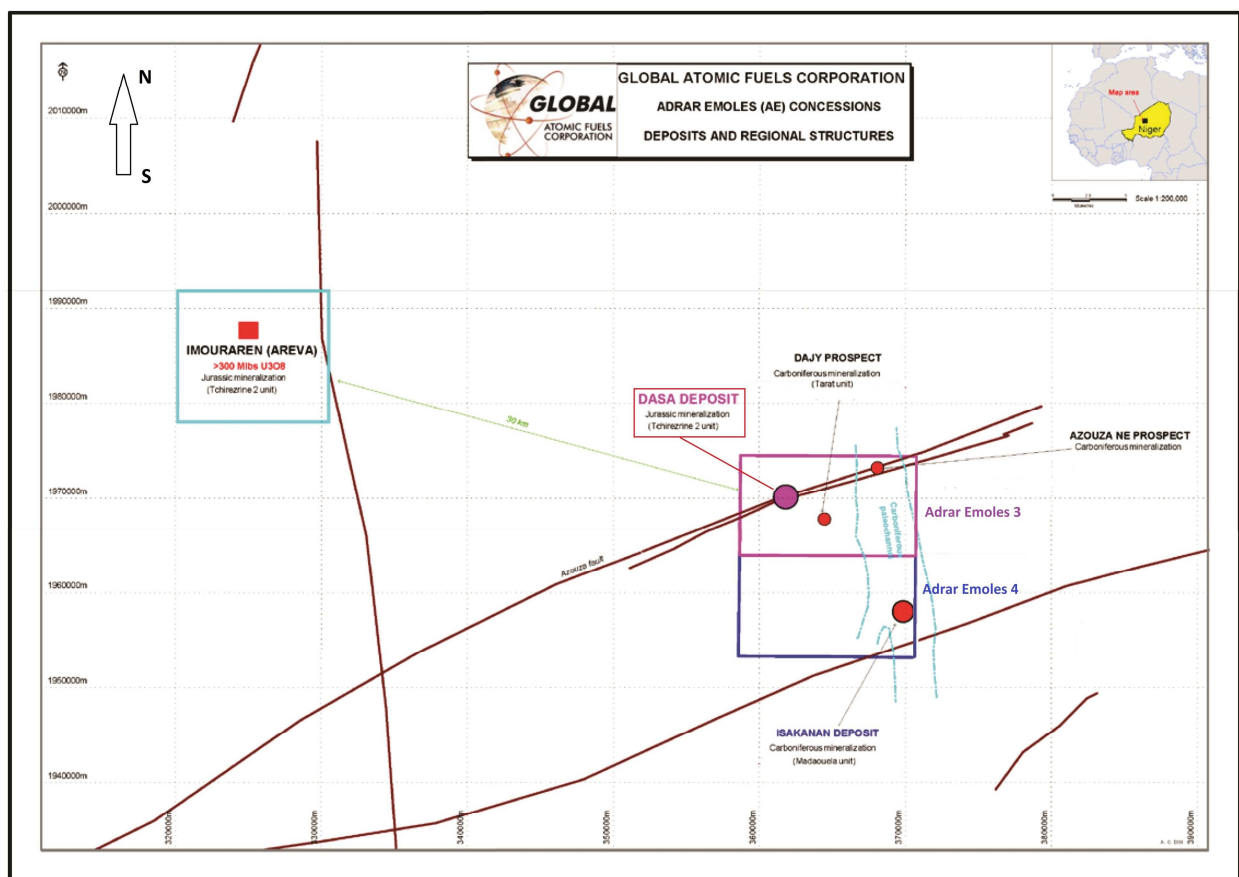 N
S
GLOBAL
ATOMIC FUELS
CORPORATION
GLOBAL ATOMIC FUELS CORPORATION
ADRAR EMOLES (AE) CONCESSIONS
DEPOSITS AND REGIONAL STRUCTURES
Map area
Niger
Scale 1:200,000
2010000m
2000000m
1990000m
IMOURAREN (AREVA)
>300 Mlbs U3O8
Jurassic mineralization
(Tchirezrine 2 unit)
1980000m
DAJY PROSPECT
Carboniferous mineralization
(Tarat unit)
DASA DEPOSIT
Jurassic mineralization
(Tchirezrine 2 unit)
90 km
AZOUZA NE PROSPECT
Carboniferous mineralization
1970000m
Adrar Emoles 3
Carboniferous
paleochannel
Azouza fault
1960000m
Adrar Emoles 4
1950000m
ISAKANAN DEPOSIT
Carboniferous mineralization
(Madaouela unit)
1940000m
320000m
330000m
340000m
350000m
360000m
370000m
380000m
390000m